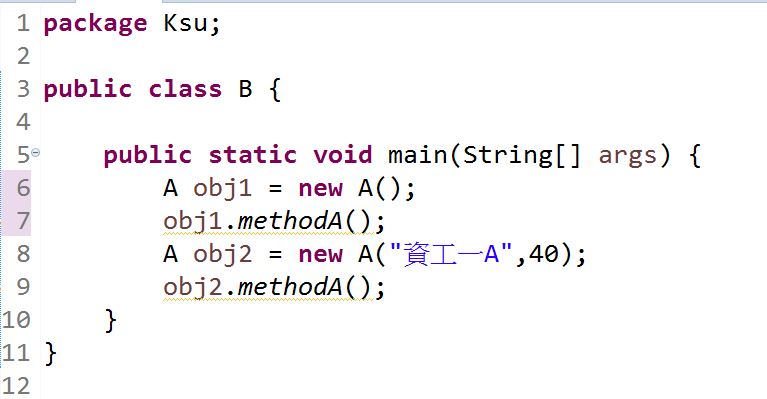 1 package Ksu;
2
3 public class B {
4
5 public static void main(String[] args) {
6 A obj1 = new A();
7 obj1.methodA();
8 A obj2 = new A("資工一A",40);
9 obj2.methodA();
10 }
11 }
12